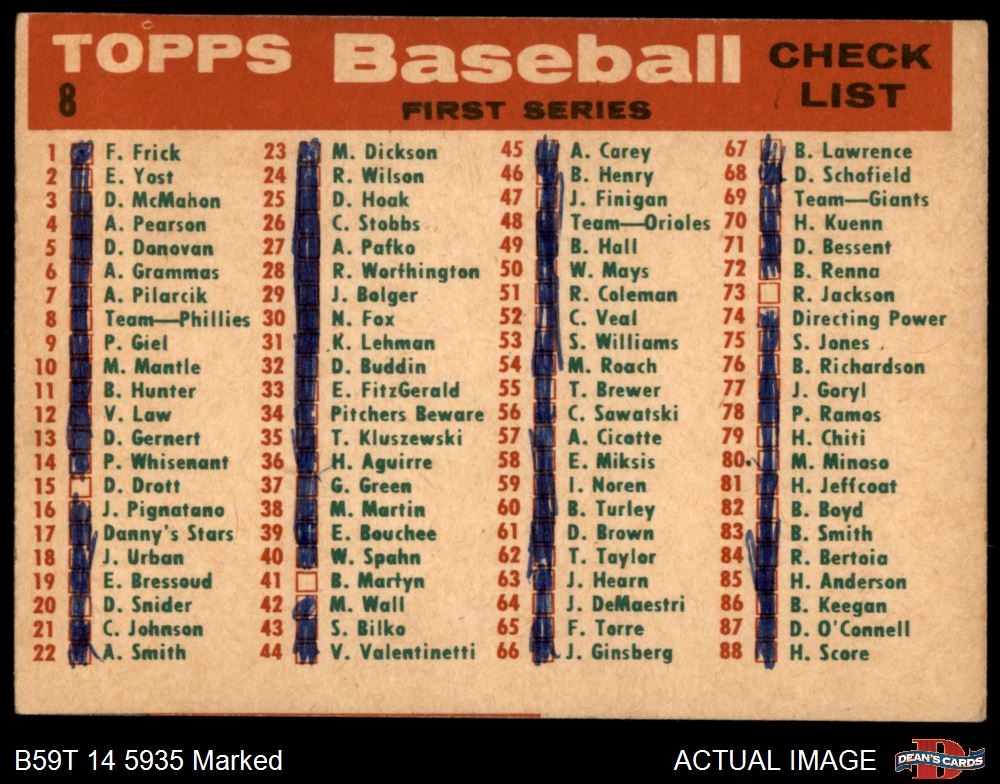 TOPPS Baseball CHECK LIST
8 FIRST SERIES
1 F. Frick
2 E. Yost
3 D. McMahon
4 A. Pearson
5 D. Donovan
6 A. Grammas
7 A. Pilarcik
8 Team—Phillies
9 P. Giel
10 M. Mantle
11 B. Hunter
12 V. Law
13 D. Gernert
14 P. Whisenant
15 D. Drott
16 J. Pignatano
17 Danny's Stars
18 J. Urban
19 E. Bressoud
20 D. Snider
21 C. Johnson
22 A. Smith
23 M. Dickson
24 R. Wilson
25 D. Hoak
26 C. Stobbs
27 A. Pafko
28 R. Worthington
29 J. Bolger
30 N. Fox
31 K. Lehman
32 D. Buddin
33 E. FitzGerald
34 Pitchers Beware
35 T. Kluszewski
36 H. Aguirre
37 G. Green
38 M. Martin
39 E. Bouchee
40 W. Spahn
41 B. Martyn
42 M. Wall
43 S. Bilko
44 V. Valentinetti
45 A. Carey
46 B. Henry
47 J. Finigan
48 Team—Orioles
49 B. Hall
50 W. Mays
51 R. Coleman
52 C. Veal
53 S. Williams
54 M. Roach
55 T. Brewer
56 C. Sawatski
57 A. Cicotte
58 E. Miksis
59 I. Noren
60 B. Turley
61 D. Brown
62 T. Taylor
63 J. Hearn
64 J. DeMaestri
65 F. Torre
66 J. Ginsberg
67 B. Lawrence
68 D. Schofield
69 Team—Giants
70 H. Kuenn
71 D. Bessent
72 B. Renna
73 R. Jackson
74 Directing Power
75 S. Jones
76 B. Richardson
77 J. Goryl
78 P. Ramos
79 H. Chiti
80 M. Minoso
81 H. Jeffcoat
82 B. Boyd
83 B. Smith
84 R. Bertoia
85 H. Anderson
86 B. Keegan
87 D. O'Connell
88 H. Score
B59T 14 5935 Marked
ACTUAL IMAGE
DEAN'S CARDS